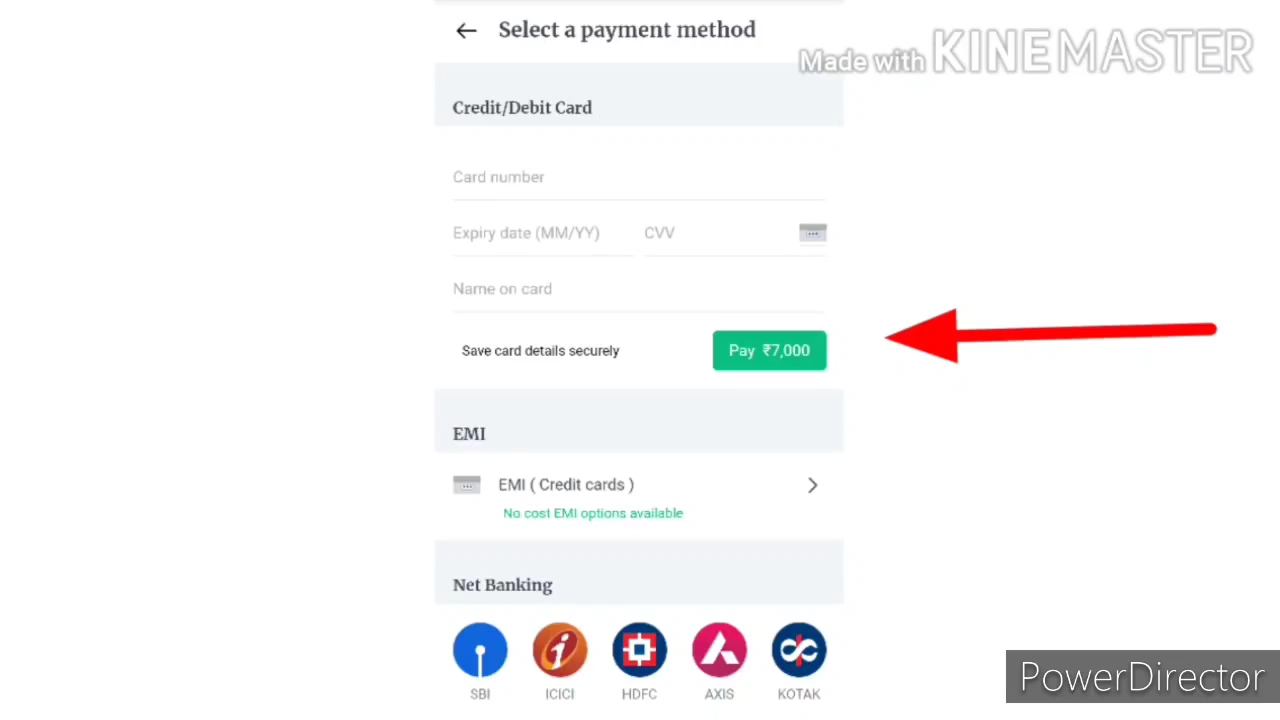 Select a payment method
Made with KINEMASTER
Credit/Debit Card
Card number
Expiry date (MM/YY) CVV
Name on card
Save card details securely Pay ₹7,000
EMI
EMI ( Credit cards )
No cost EMI options available
Net Banking
SBI ICICI HDFC AXIS KOTAK
PowerDirector